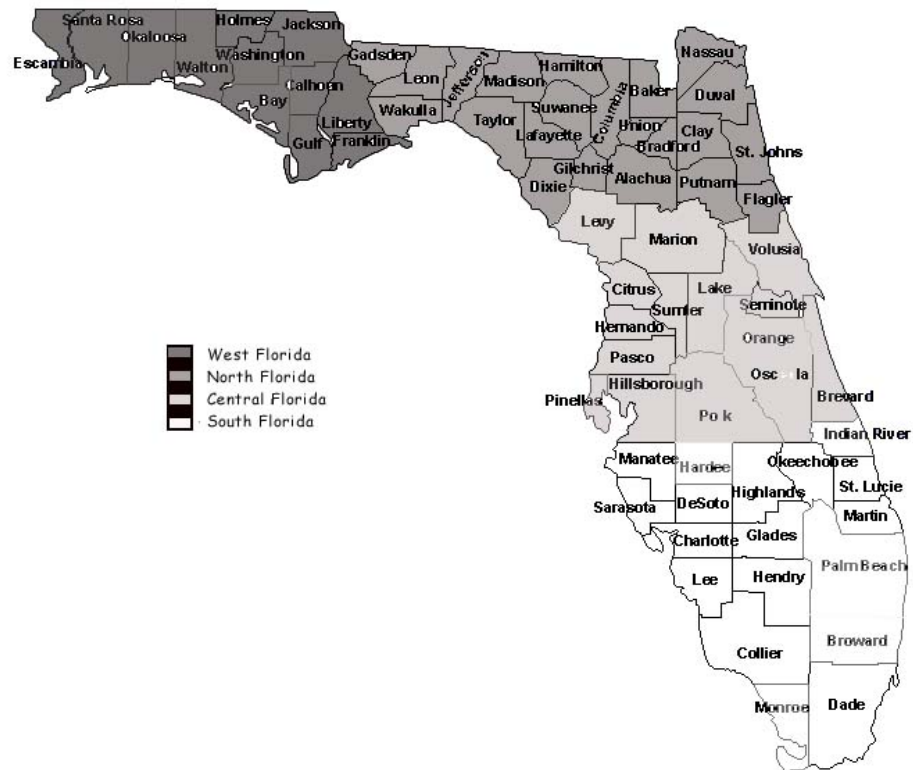 Holmes
Jackson
Santa Rosa
Okaloosa
Washington
Escambia
Walton
Calhoun
Bay
Liberty
Gulf
Franklin
Gadsden
Leon
Jefferson
Madison
Hamilton
Wakulla
Taylor
Suwanee
Lafayette
Columbia
Baker
Nassau
Duval
Union
Bradford
Clay
St. Johns
Dixie
Gilchrist
Alachua
Putnam
Flagler
Levy
Marion
Volusia
Citrus
Sumter
Lake
Seminole
Hernando
Orange
Pasco
Osc la
Hillsborough
Pinellas
Po k
Brevard
Indian River
Manatee
Hardee
Okeechobee
Highlands
St. Lucie
Sarasota
DeSoto
Martin
Charlotte
Glades
Palm Beach
Lee
Hendry
Collier
Broward
Monroe
Dade
West Florida
North Florida
Central Florida
South Florida